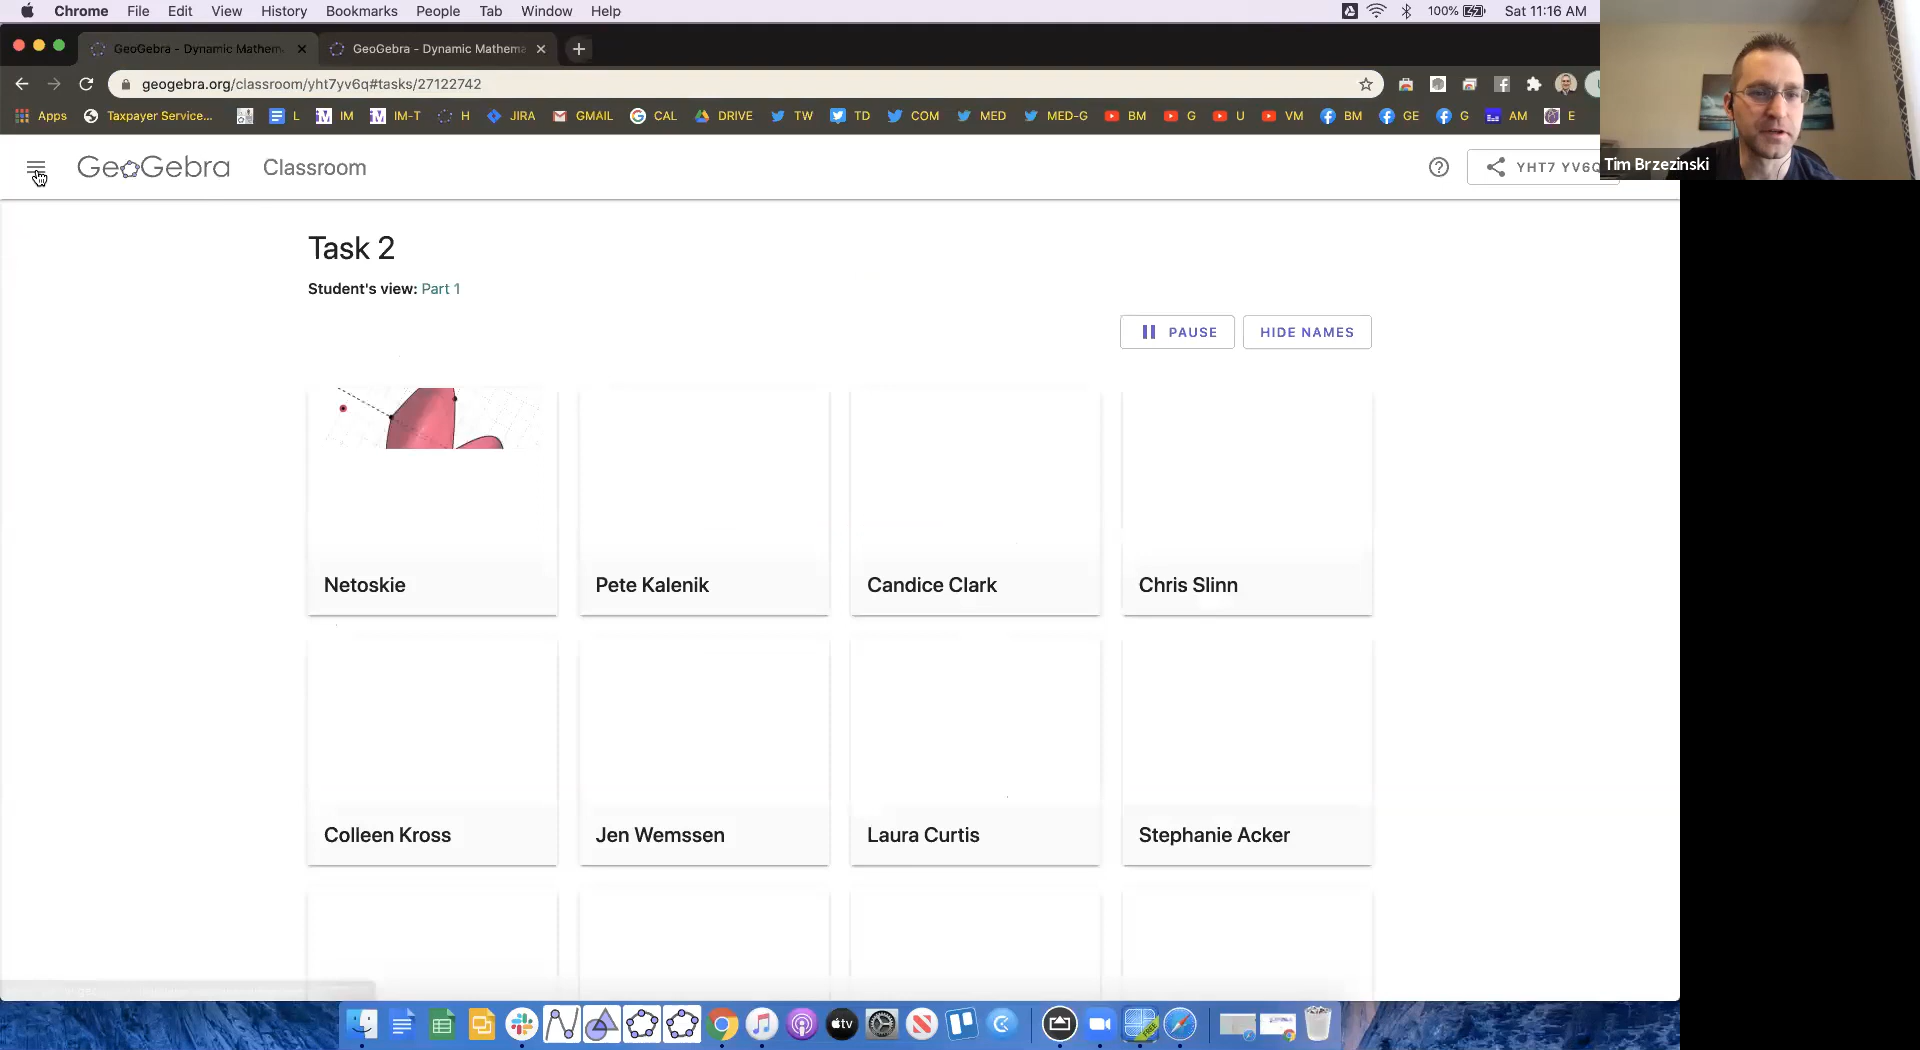 Chrome File Edit View History Bookmarks People Tab Window Help 100% Sat 11:16 AM
GeoGebra - Dynamic Mathem GeoGebra - Dynamic Mathema
geogebra.org/classroom/yht7yv6q#tasks/27122742
Apps Taxpayer Service... L IM IM-T H JIRA GMAIL CAL DRIVE TW TD COM MED MED-G BM G U VM BM GE G AM E
GeoGebra Classroom YHT7 YV6Q
Tim Brzezinski
Task 2
Student's view: Part 1
PAUSE HIDE NAMES
Netoskie Pete Kalenik Candice Clark Chris Slinn
Colleen Kross Jen Wemssen Laura Curtis Stephanie Acker
tv FREE